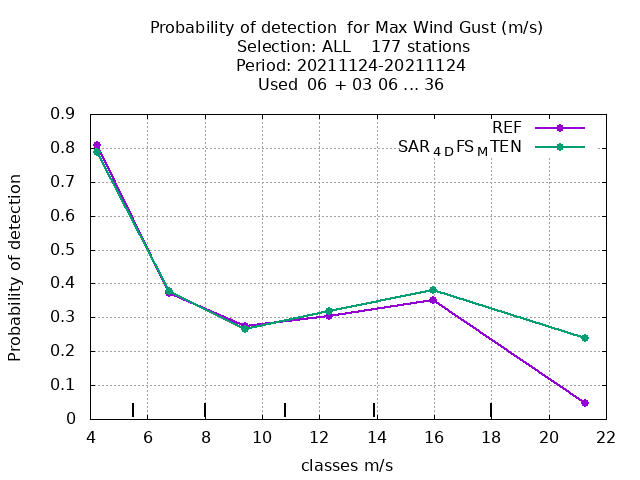 Probability of detection  for Max Wind Gust (m/s)
Selection: ALL    177 stations
Period: 20211124-20211124
Used  06 + 03 06 ... 36
REF
SAR₄DFSMTEN
Probability of detection
0.9
0.8
0.7
0.6
0.5
0.4
0.3
0.2
0.1
0
4 6 8 10 12 14 16 18 20 22
classes m/s